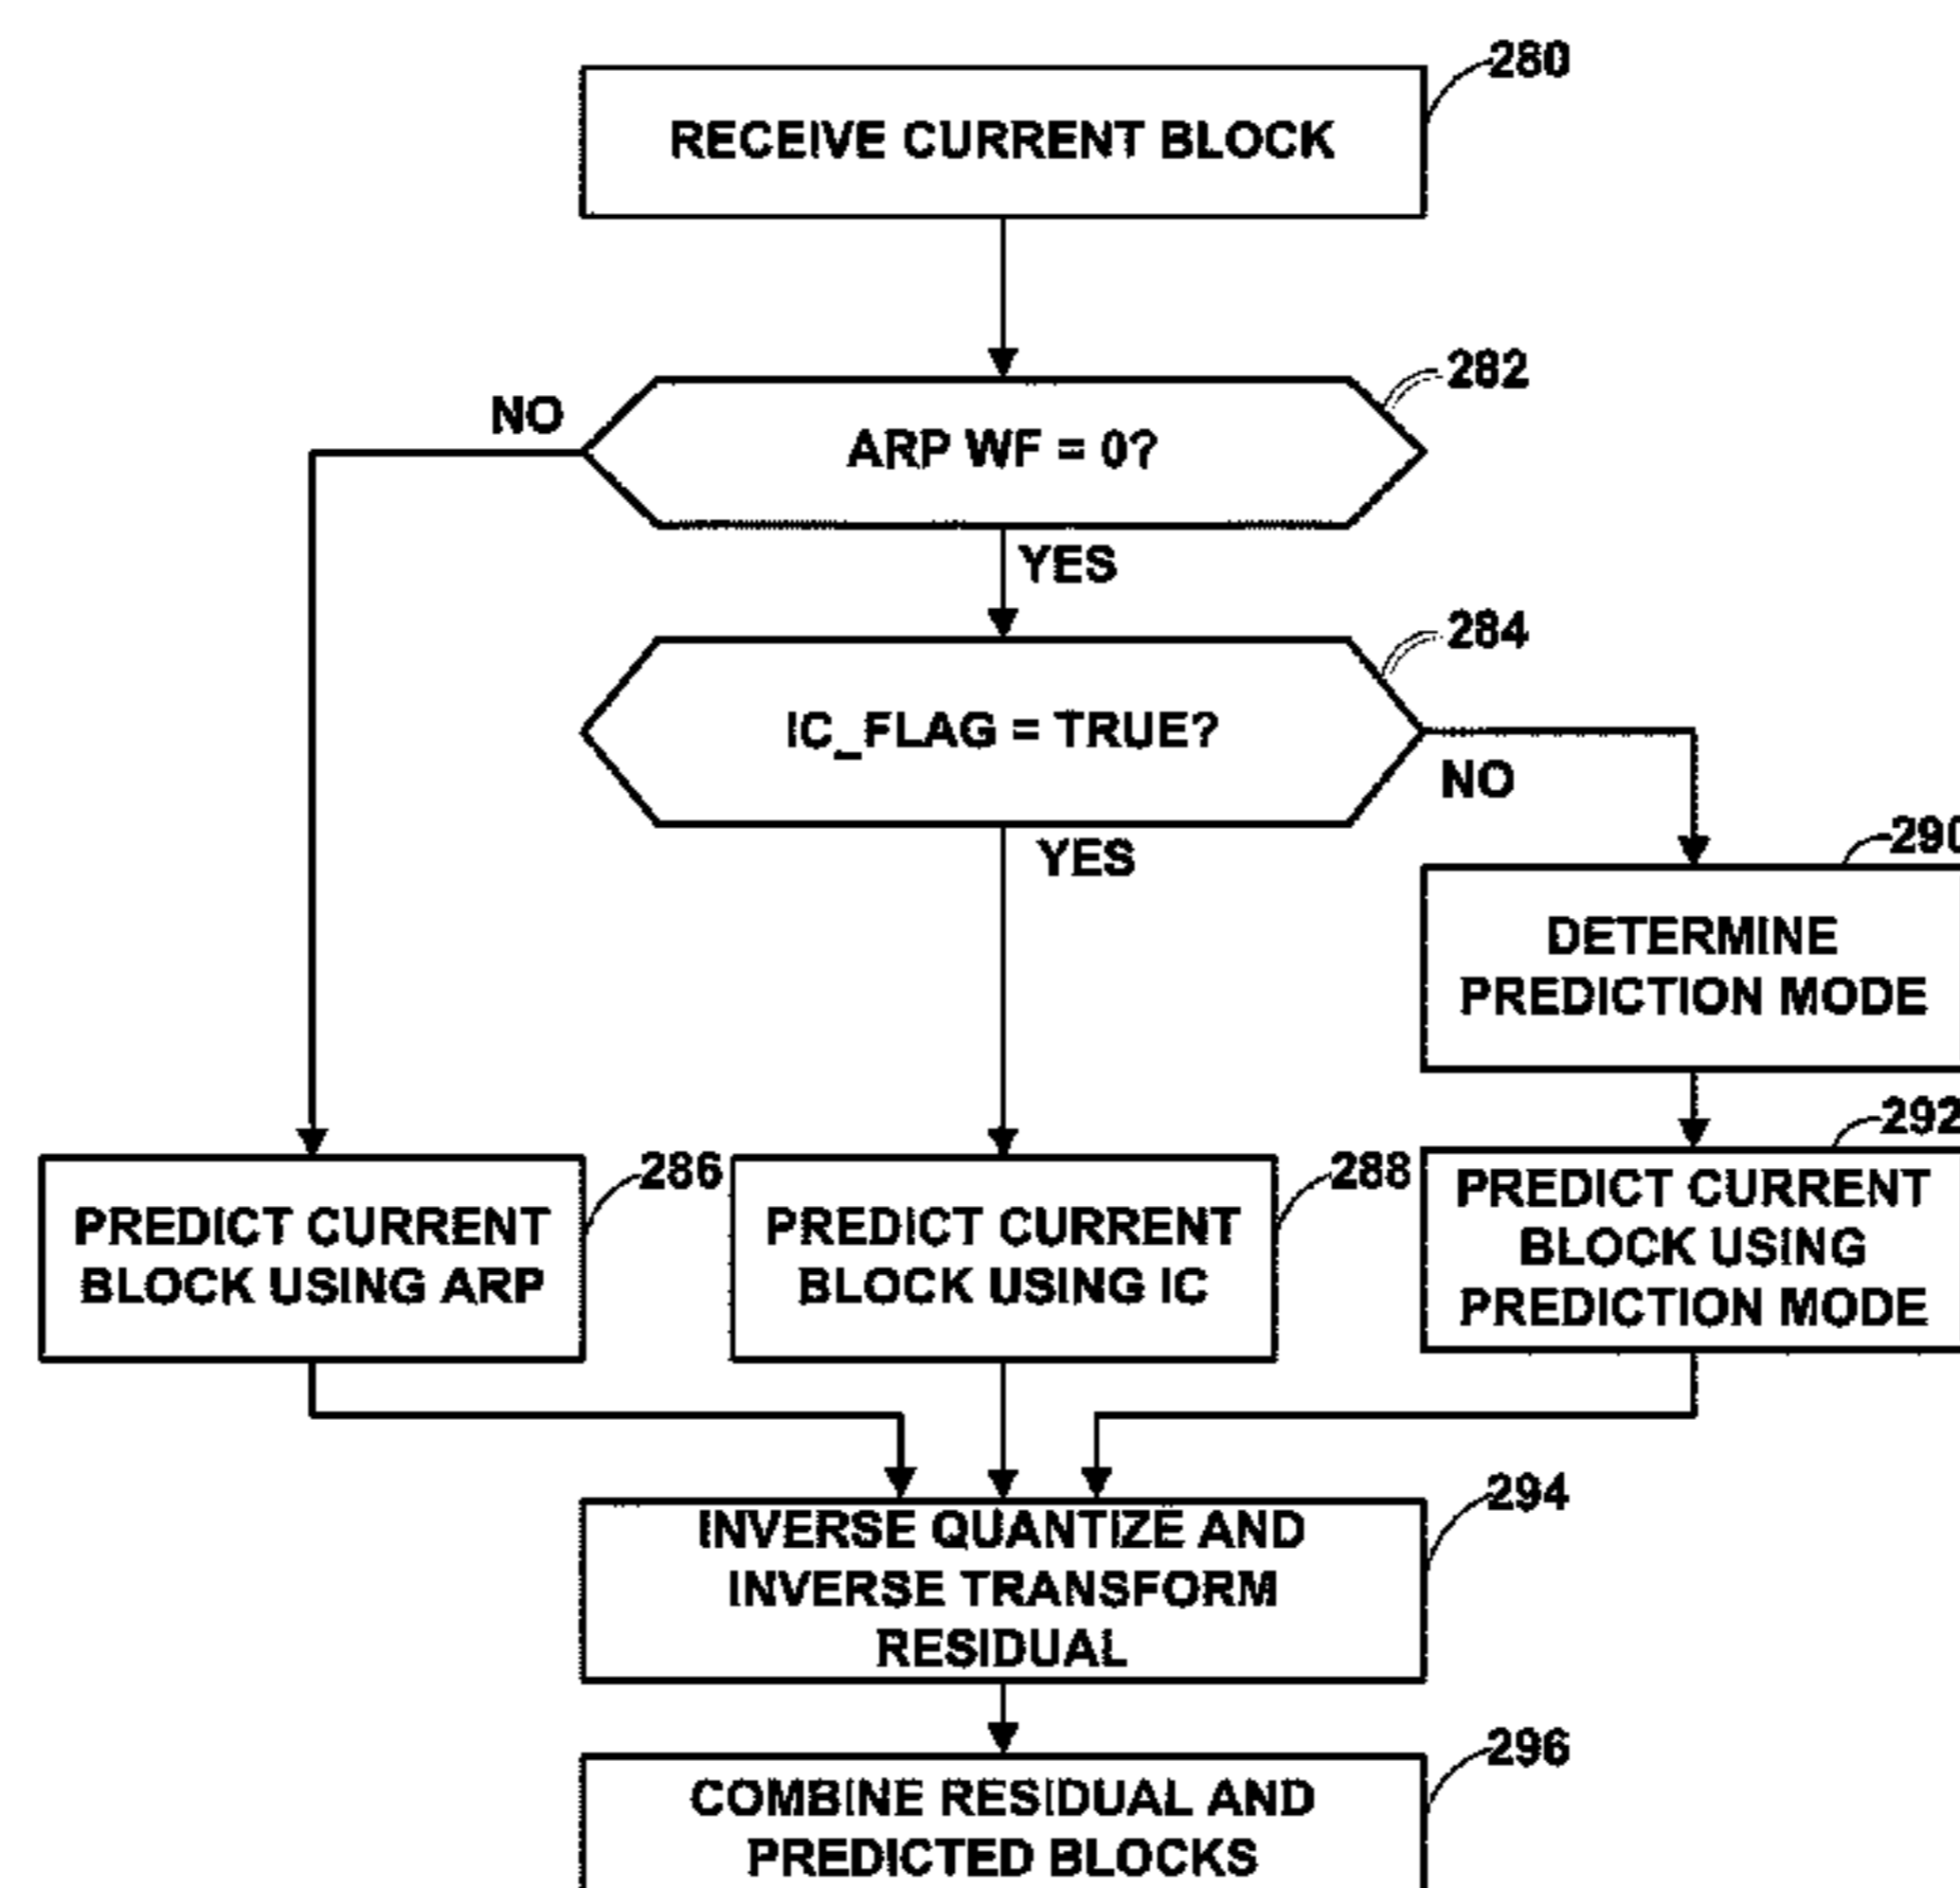 280
RECEIVE CURRENT BLOCK
282
NO
ARP WF = 0?
YES
284
IC_FLAG = TRUE?
NO
YES
290
DETERMINE
PREDICTION MODE
292
286
288
PREDICT CURRENT
BLOCK USING ARP
PREDICT CURRENT
BLOCK USING IC
PREDICT CURRENT
BLOCK USING
PREDICTION MODE
294
INVERSE QUANTIZE AND
INVERSE TRANSFORM
RESIDUAL
296
COMBINE RESIDUAL AND
PREDICTED BLOCKS